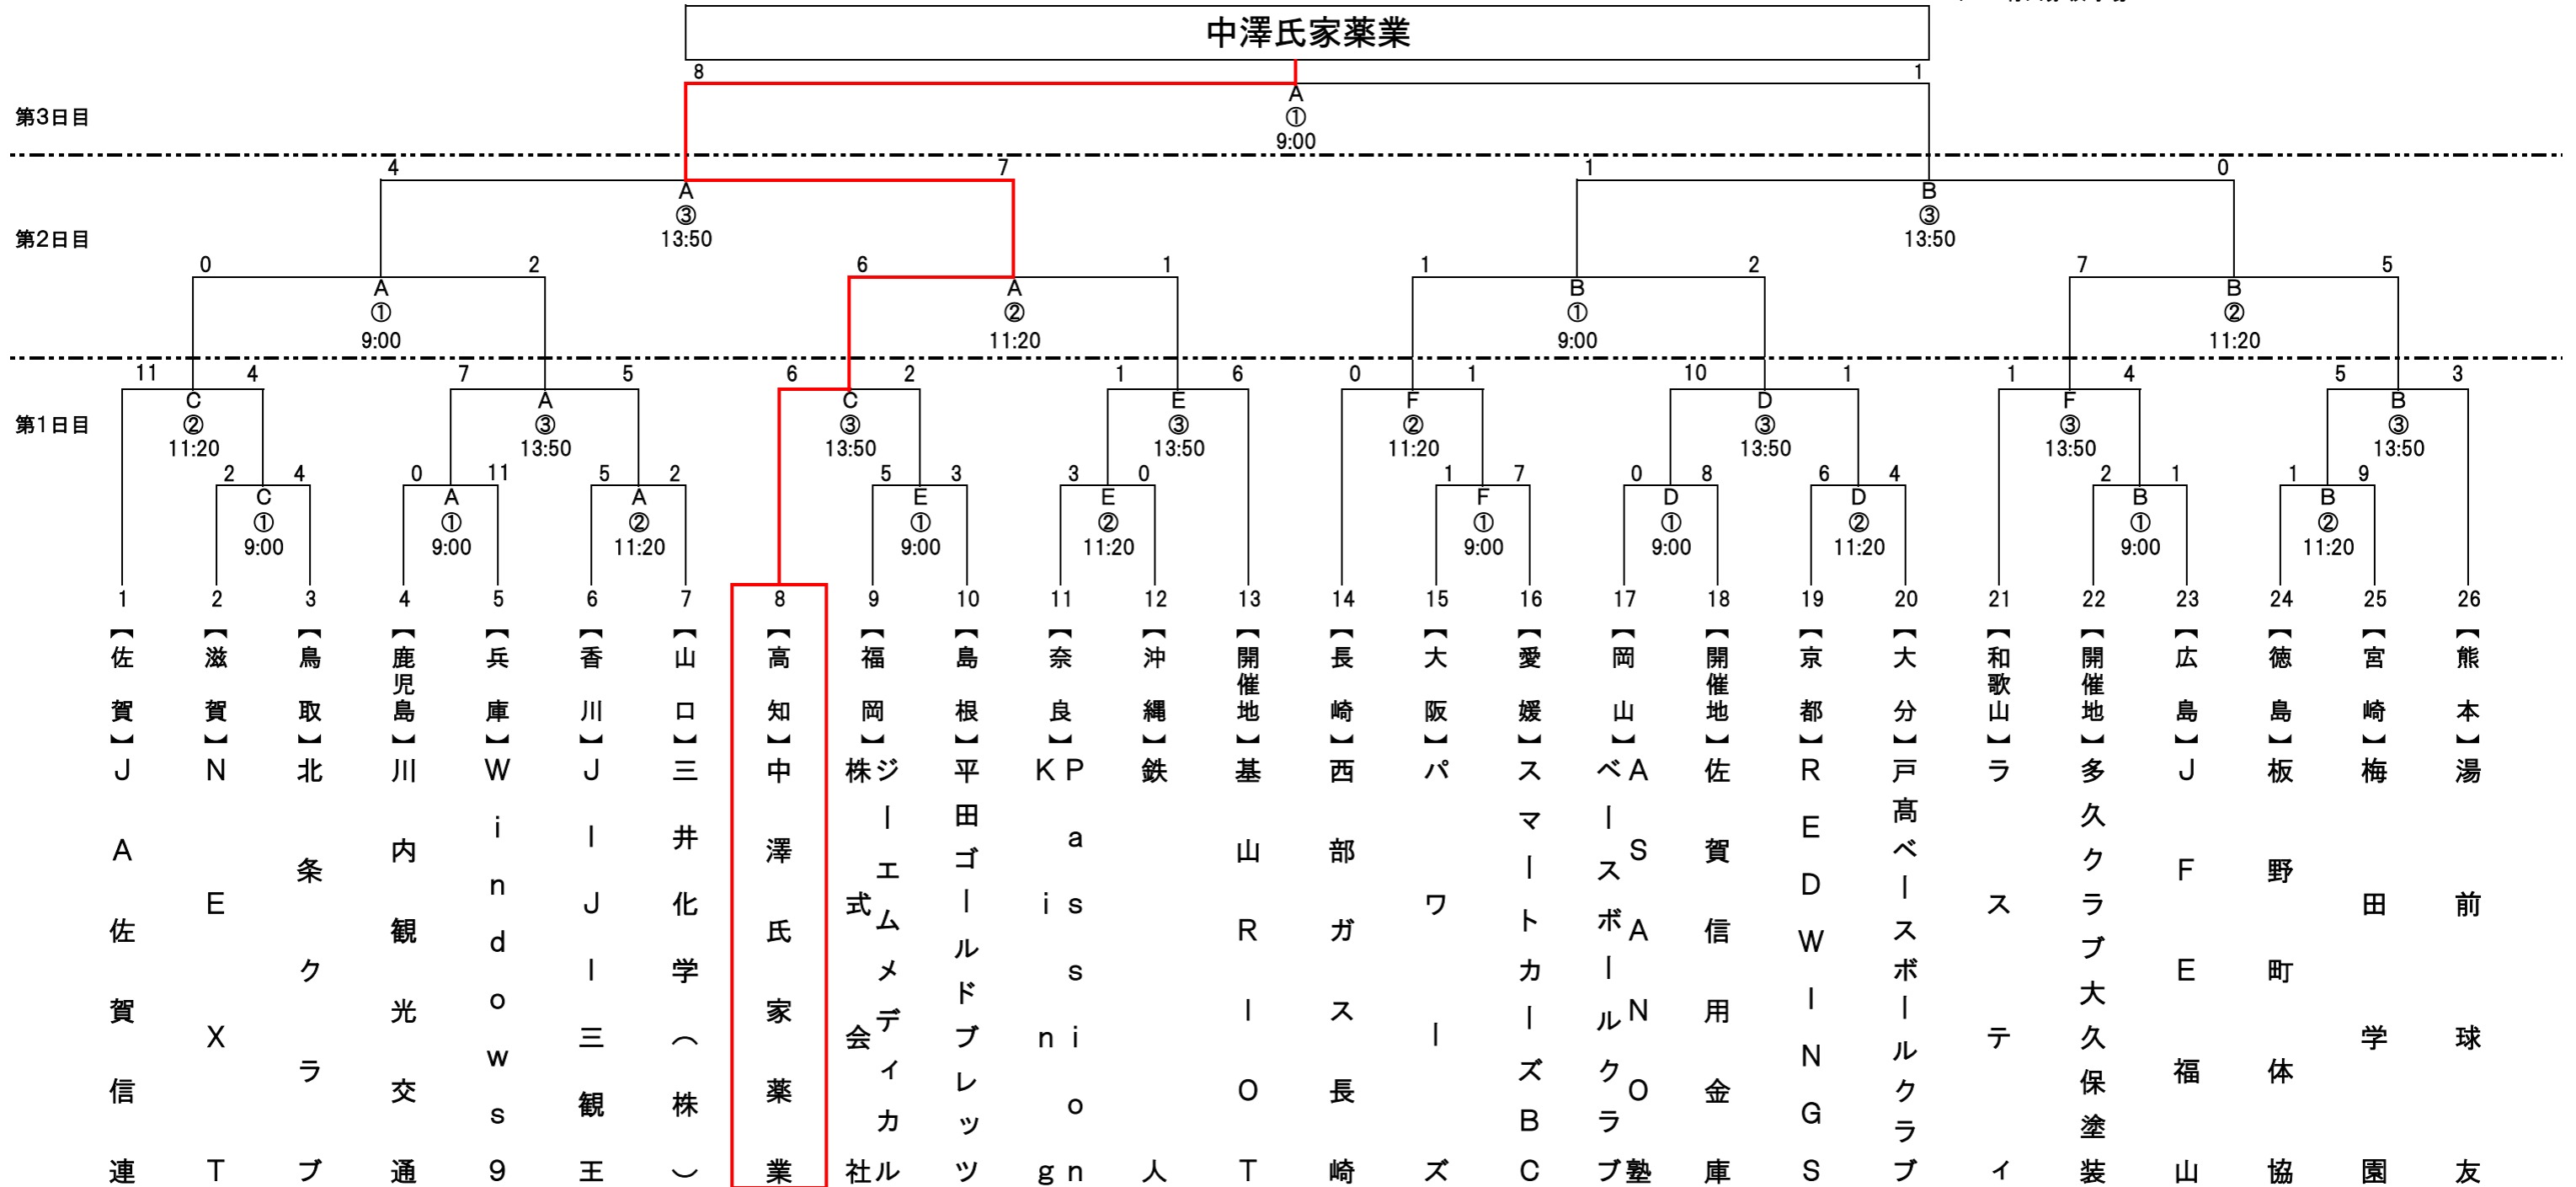 中澤氏家薬業
8 1
A
①
9:00
第3日目
4 7 1 0
A B
③ ③
13:50 13:50
第2日目
0 2 6 1 1 2 7 5
A A B B
① ② ① ②
9:00 11:20 9:00 11:20
11 4 7 5 6 2 1 6 0 1 10 1 1 4 5 3
C A C E F D F B
② ③ ③ ③ ② ③ ③ ③
11:20 13:50 13:50 13:50 11:20 13:50 13:50 13:50
第1日目
2 4 0 11 5 2 5 3 3 0 1 7 0 8 6 4 2 1 1 9
C A A E E F D D B B
① ① ② ① ② ① ① ② ① ②
9:00 9:00 11:20 9:00 11:20 9:00 9:00 11:20 9:00 11:20
1 【佐賀】 JA佐賀信連
2 【滋賀】 NEXT
3 【鳥取】 北条クラブ
4 【鹿児島】 川内観光交通
5 【兵庫】 Windows9
6 【香川】 JIJI三観王
7 【山口】 三井化学(株)
8 【高知】 中澤氏家薬業
9 【福岡】 ジーエムメディカル
株式会社
10 【島根】 平田ゴールドブレッツ
11 【奈良】 Passion
King
12 【沖縄】 鉄人
13 【開催地】 基山RIOT
14 【長崎】 西部ガス長崎
15 【大阪】 パワーズ
16 【愛媛】 スマートカーズBC
17 【岡山】 ASANO塾
ベースボールクラブ
18 【開催地】 佐賀信用金庫
19 【京都】 REDWINGS
20 【大分】 戸髙ベースボールクラブ
21 【和歌山】 ラスティ
22 【開催地】 多久クラブ大久保塗装
23 【広島】 JFE福山
24 【徳島】 板野町体協
25 【宮崎】 梅田学園
26 【熊本】 湯前球友